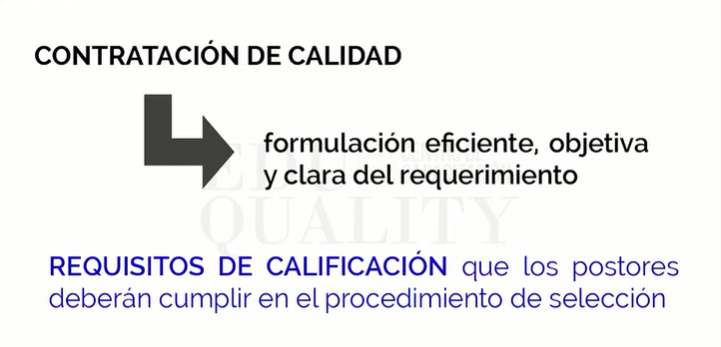 CONTRATACIÓN DE CALIDAD
formulación eficiente, objetiva
y clara del requerimiento
EDU
QUALITY
REQUISITOS DE CALIFICACIÓN que los postores
deberán cumplir en el procedimiento de selección